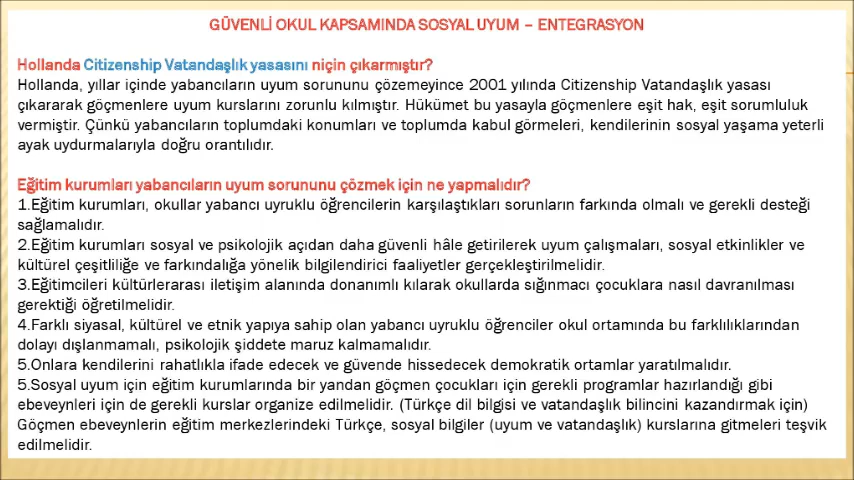 GÜVENLİ OKUL KAPSAMINDA SOSYAL UYUM – ENTEGRASYON
Hollanda Citizenship Vatandaşlık yasasını niçin çıkarmıştır?
Hollanda, yıllar içinde yabancıların uyum sorununu çözemeyince 2001 yılında Citizenship Vatandaşlık yasası
çıkararak göçmenlere uyum kurslarını zorunlu kılmıştır. Hükümet bu yasayla göçmenlere eşit hak, eşit sorumluluk
vermiştir. Çünkü yabancıların toplumdaki konumları ve toplumda kabul görmeleri, kendilerinin sosyal yaşama yeterli
ayak uydurmalarıyla doğru orantılıdır.
Eğitim kurumları yabancıların uyum sorununu çözmek için ne yapmalıdır?
1.Eğitim kurumları, okullar yabancı uyruklu öğrencilerin karşılaştıkları sorunların farkında olmalı ve gerekli desteği
sağlamalıdır.
2.Eğitim kurumları sosyal ve psikolojik açıdan daha güvenli hâle getirilerek uyum çalışmaları, sosyal etkinlikler ve
kültürel çeşitliliğe ve farkındalığa yönelik bilgilendirici faaliyetler gerçekleştirilmelidir.
3.Eğitimcileri kültürlerarası iletişim alanında donanımlı kılarak okullarda sığınmacı çocuklara nasıl davranılması
gerektiği öğretilmelidir.
4.Farklı siyasal, kültürel ve etnik yapıya sahip olan yabancı uyruklu öğrenciler okul ortamında bu farklılıklarından
dolayı dışlanmamalı, psikolojik şiddete maruz kalmamalıdır.
5.Onlara kendilerini rahatlıkla ifade edecek ve güvende hissedecek demokratik ortamlar yaratılmalıdır.
5.Sosyal uyum için eğitim kurumlarında bir yandan göçmen çocukları için gerekli programlar hazırlandığı gibi
ebeveynleri için de gerekli kurslar organize edilmelidir. (Türkçe dil bilgisi ve vatandaşlık bilincini kazandırmak için)
Göçmen ebeveynlerin eğitim merkezlerindeki Türkçe, sosyal bilgiler (uyum ve vatandaşlık) kurslarına gitmeleri teşvik
edilmelidir.